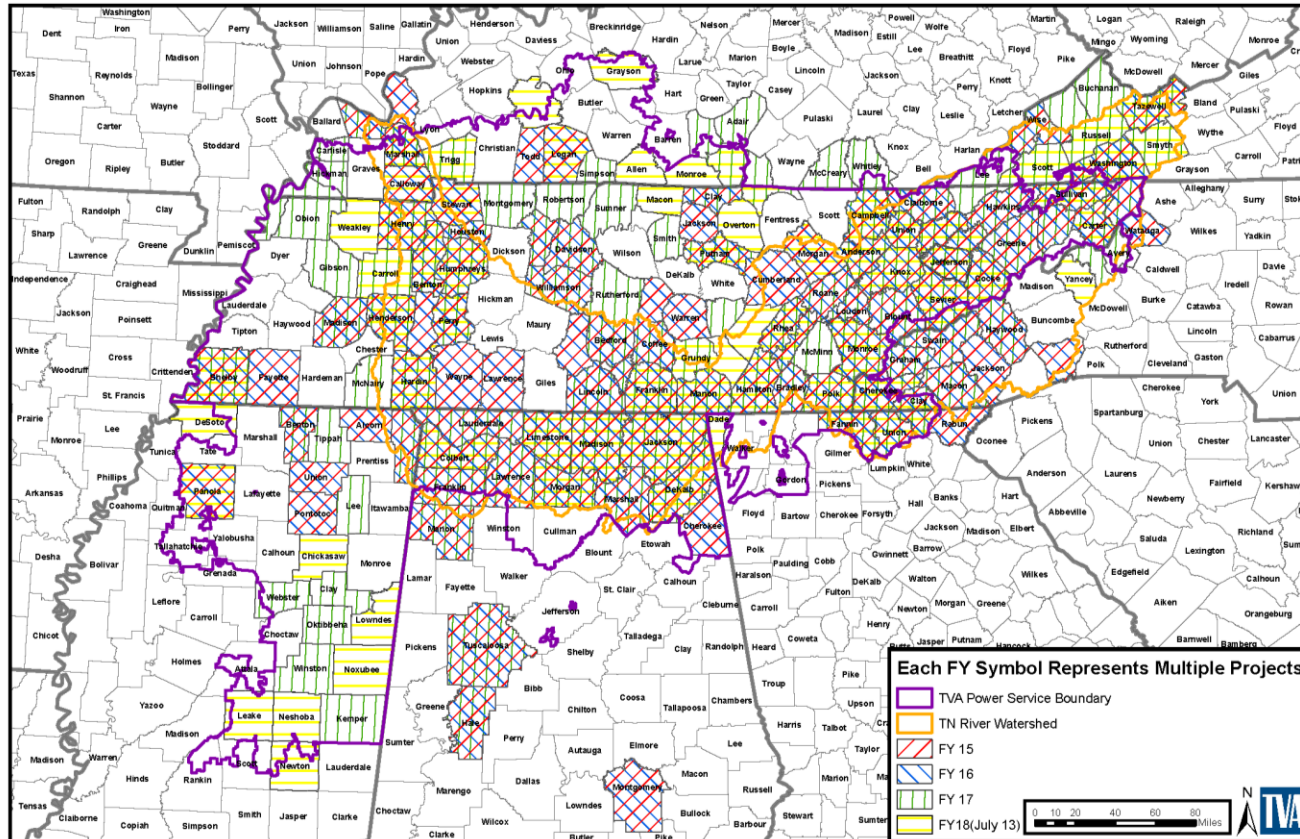 Washington
Iron
Perry
Jackson
Williamson
Saline
Gallatin
Henderson
Daviess
Breckinridge
Hardin
Nelson
Mercer
Madison
Powell
Wolfe
Martin
Logan
Raleigh
Dent
Madison
Union
Webster
Ohio
Grayson
Larue
Marion
Boyle
Estill
Lee
Breathitt
Floyd
Mingo
Wyoming
Monroe
Texas
Reynolds
Bollinger
Union
Johnson
Pope
Hardin
Hopkins
Hart
Green
Taylor
Casey
Lincoln
Jackson
Owsley
Knott
Pike
McDowell
Mercer
Giles
Shannon
Wayne
Scott
Ballard
Lyon
Butler
Warren
Barren
Adair
Pulaski
Laurel
Clay
Leslie
Perry
Letcher
Wise
Buchanan
Tazewell
Bland
Pulaski
Carter
Stoddard
Carlisle
Marshall
Christian
Todd
Logan
Knox
Harlan
Russell
Wythe
Floyd
Oregon
Ripley
Butler
Hickman
Graves
Calloway
Trigg
Simpson
Allen
Monroe
Wayne
McCreary
Whitley
Bell
Lee
Scott
Washington
Smyth
Grayson
Carroll
Fulton
Randolph
Clay
Obion
Weakley
Henry
Stewart
Montgomery
Robertson
Sumner
Macon
Clay
Jackson
Overton
Fentress
Scott
Campbell
Claiborne
Hawkins
Sullivan
Ashe
Alleghany
Surry
Sharp
Greene
Dunklin
Pemiscot
Dyer
Gibson
Carroll
Houston
Dickson
Davidson
Wilson
Smith
Putnam
Morgan
Anderson
Union
Greene
Carter
Watauga
Wilkes
Yadkin
Lawrence
Independence
Craighead
Mississippi
Lauderdale
Benton
Humphreys
Hickman
Williamson
Rutherford
DeKalb
White
Cumberland
Roane
Knox
Jefferson
Cocke
Madison
Yancey
Avery
Caldwell
Davie
Jackson
Poinsett
Tipton
Haywood
Madison
Henderson
Perry
Lewis
Maury
Warren
Loudon
Blount
Sevier
Haywood
Buncombe
McDowell
Burke
Catawba
Iredell
Rowan
White
Cross
Crittenden
Shelby
Fayette
Hardeman
Chester
McNairy
Hardin
Wayne
Lawrence
Giles
Bedford
Coffee
Grundy
Rhea
McMinn
Monroe
Graham
Swain
Jackson
Rutherford
Lincoln
Cabarrus
Woodruff
St. Francis
Lincoln
Franklin
Marion
Hamilton
Bradley
Polk
Cherokee
Clay
Macon
Polk
Cleveland
Gaston
Prairie
Monroe
Lee
DeSoto
Tate
Marshall
Benton
Tippah
Alcorn
Lauderdale
Limestone
Madison
Jackson
Dade
Walker
Fannin
Union
Rabun
Oconee
Pickens
Cherokee
York
Spartanburg
Union
Phillips
Tunica
Prentiss
Colbert
Lawrence
Morgan
Marshall
DeKalb
Gilmer
Lumpkin
White
Chester
Lancaster
Arkansas
Coahoma
Quitman
Panola
Lafayette
Union
Pontotoc
Lee
Itawamba
Franklin
Marion
Winston
Cullman
Cherokee
Gordon
Pickens
Hall
Banks
Hart
Anderson
Laurens
Fairfield
Kershaw
Desha
Bolivar
Tallahatchie
Yalobusha
Calhoun
Chickasaw
Monroe
Blount
Etowah
Floyd
Bartow
Cherokee
Forsyth
Jackson
Madison
Elbert
Abbeville
Newberry
Richland
Grenada
Lamar
Fayette
Walker
St. Clair
Calhoun
Polk
Paulding
Cobb
Gwinnett
Barrow
Saluda
Lexington
Leflore
Carroll
Webster
Clay
Lowndes
Jefferson
Cleburne
Haralson
Fulton
DeKalb
Walton
Wilkes
Edgefield
Calhoun
Chicot
Choctaw
Oktibbeha
Pickens
Tuscaloosa
Shelby
Talladega
Clay
Randolph
Carroll
Coweta
Heard
Newton
Morgan
Greene
Aiken
Orangeburg
Holmes
Attala
Winston
Noxubee
Bibb
Coosa
Tallapoosa
Chambers
Henry
Butts
Jasper
Putnam
Hancock
Barnwell
Bamberg
Yazoo
Leake
Neshoba
Kemper
Greene
Hale
Chilton
Troup
Pike
Madison
Sumter
Perry
Autauga
Elmore
Lee
Harris
Upson
Talbot
Taylor
Madison
Warren
Hinds
Rankin
Scott
Newton
Lauderdale
Marengo
Dallas
Montgomery
Macon
Russell
Marion
Tensas
Claiborne
Copiah
Simpson
Smith
Jasper
Clarke
Choctaw
Clarke
Wilcox
Lowndes
Butler
Pike
Bullock
Barbour
Stewart
Each FY Symbol Represents Multiple Projects
TVA Power Service Boundary
TN River Watershed
FY 15
FY 16
FY 17
FY18(July 13)
0 10 20 40 60 80
Miles
N
TVA